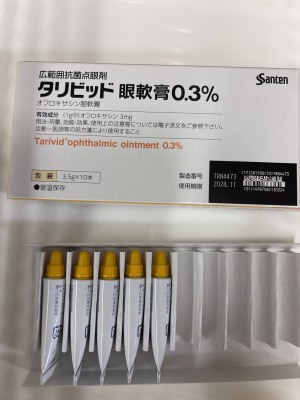 広範囲抗菌点眼剤
タリビッド 眼軟膏0.3%
オフロキサシン眼軟膏
Santen
有効成分 (1g中)オフロキサシン 3mg
用法・用量、効能・効果、使用上の注意等については電子添文をご参照下さい。
注意－医師等の処方箋により使用すること
Tarivid® ophthalmic ointment 0.3%
包装 3.5g×10本
●室温保存
製造番号 TRN4473
使用期限 2028.11